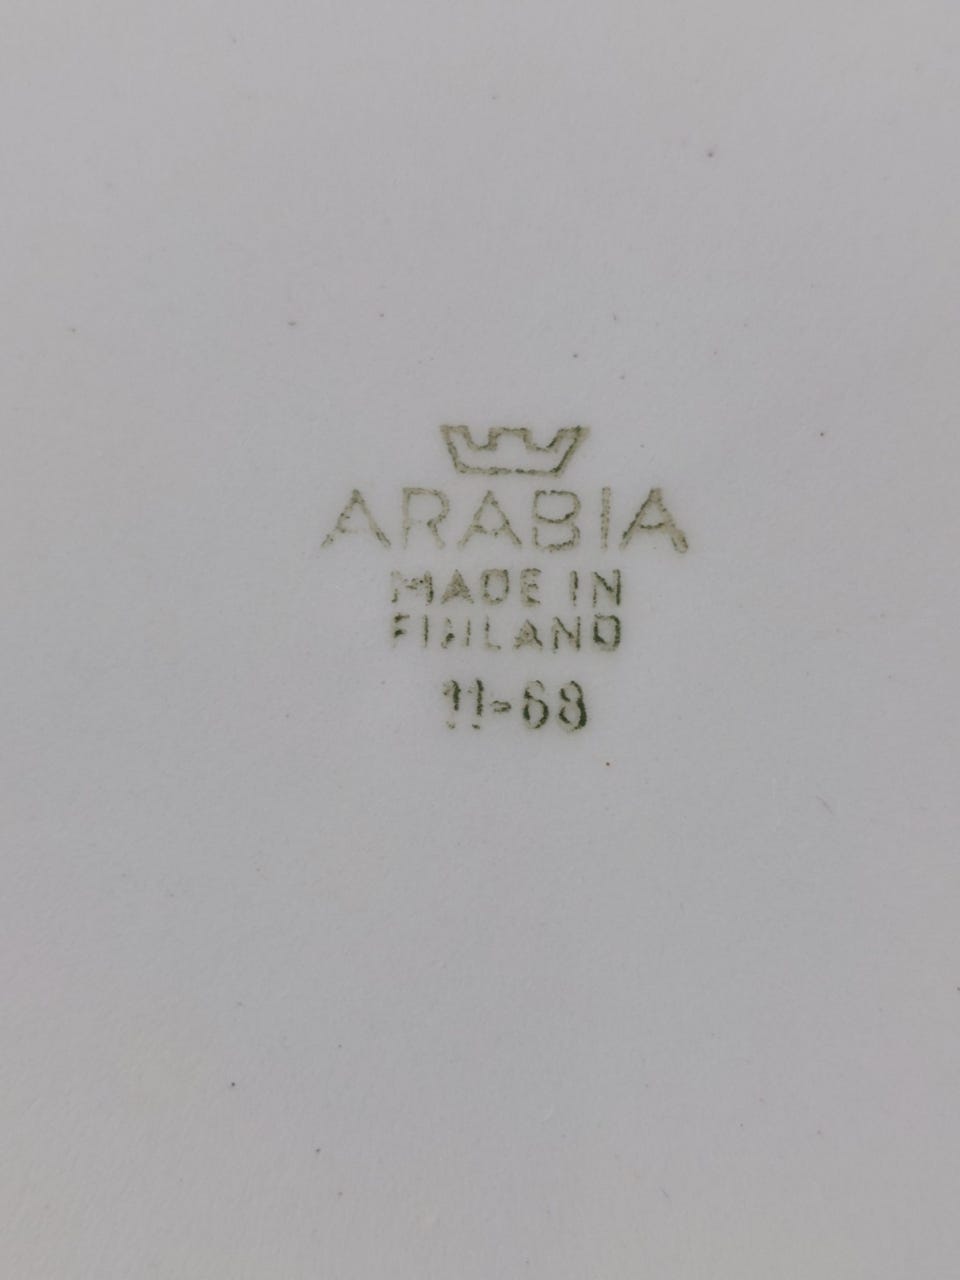 ARABIA
MADE IN
FINLAND
11-68